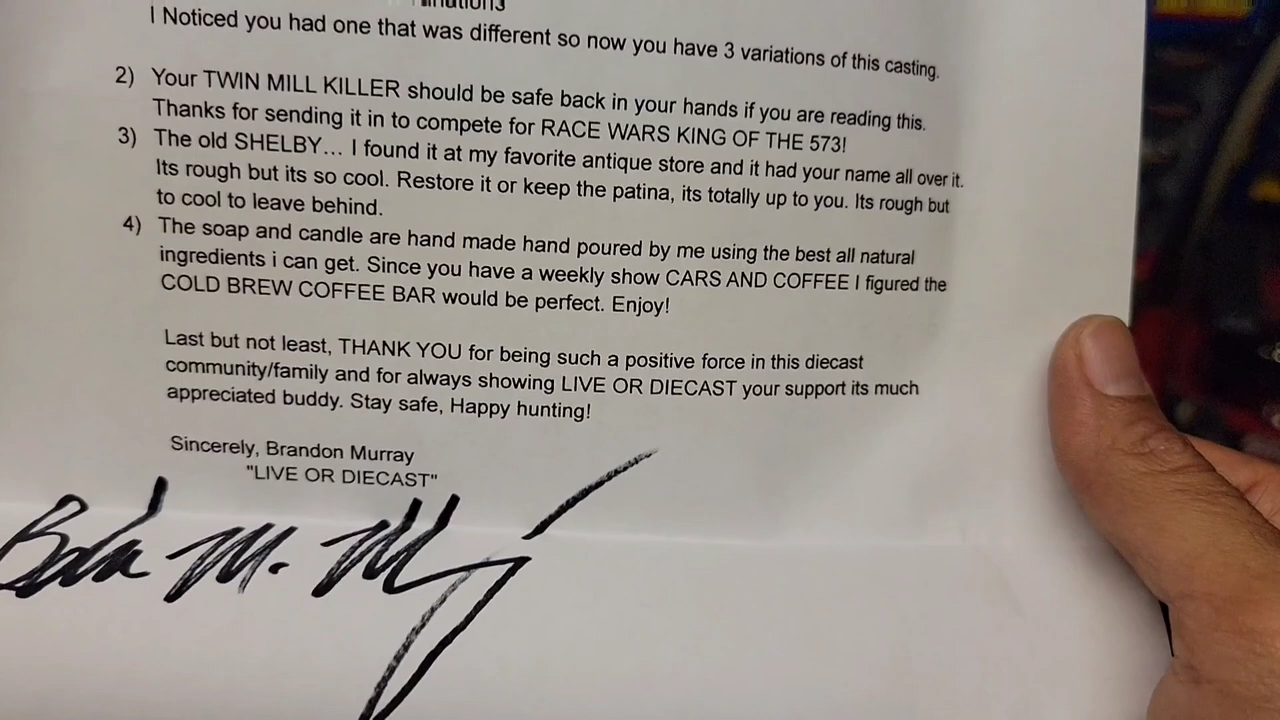 I Noticed you had one that was different so now you have 3 variations of this casting.
2) Your TWIN MILL KILLER should be safe back in your hands if you are reading this.
Thanks for sending it in to compete for RACE WARS KING OF THE 573!
3) The old SHELBY... I found it at my favorite antique store and it had your name all over it.
Its rough but its so cool. Restore it or keep the patina, its totally up to you. Its rough but
to cool to leave behind.
4) The soap and candle are hand made hand poured by me using the best all natural
ingredients i can get. Since you have a weekly show CARS AND COFFEE I figured the
COLD BREW COFFEE BAR would be perfect. Enjoy!
Last but not least, THANK YOU for being such a positive force in this diecast
community/family and for always showing LIVE OR DIECAST your support its much
appreciated buddy. Stay safe, Happy hunting!
Sincerely, Brandon Murray
"LIVE OR DIECAST"